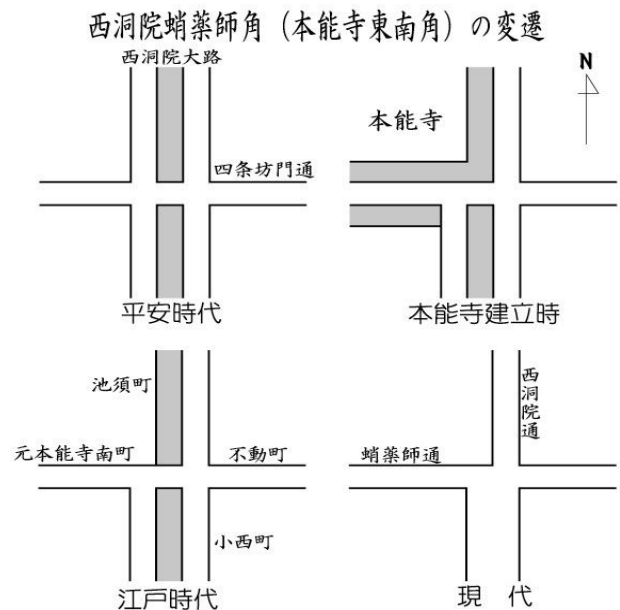 西洞院蛸薬師角（本能寺東南角）の変遷
西洞院大路
四条坊門通
平安時代
N
本能寺
本能寺建立時
池須町
元本能寺南町
不動町
小西町
江戸時代
西洞院通
蛸薬師通
現 代